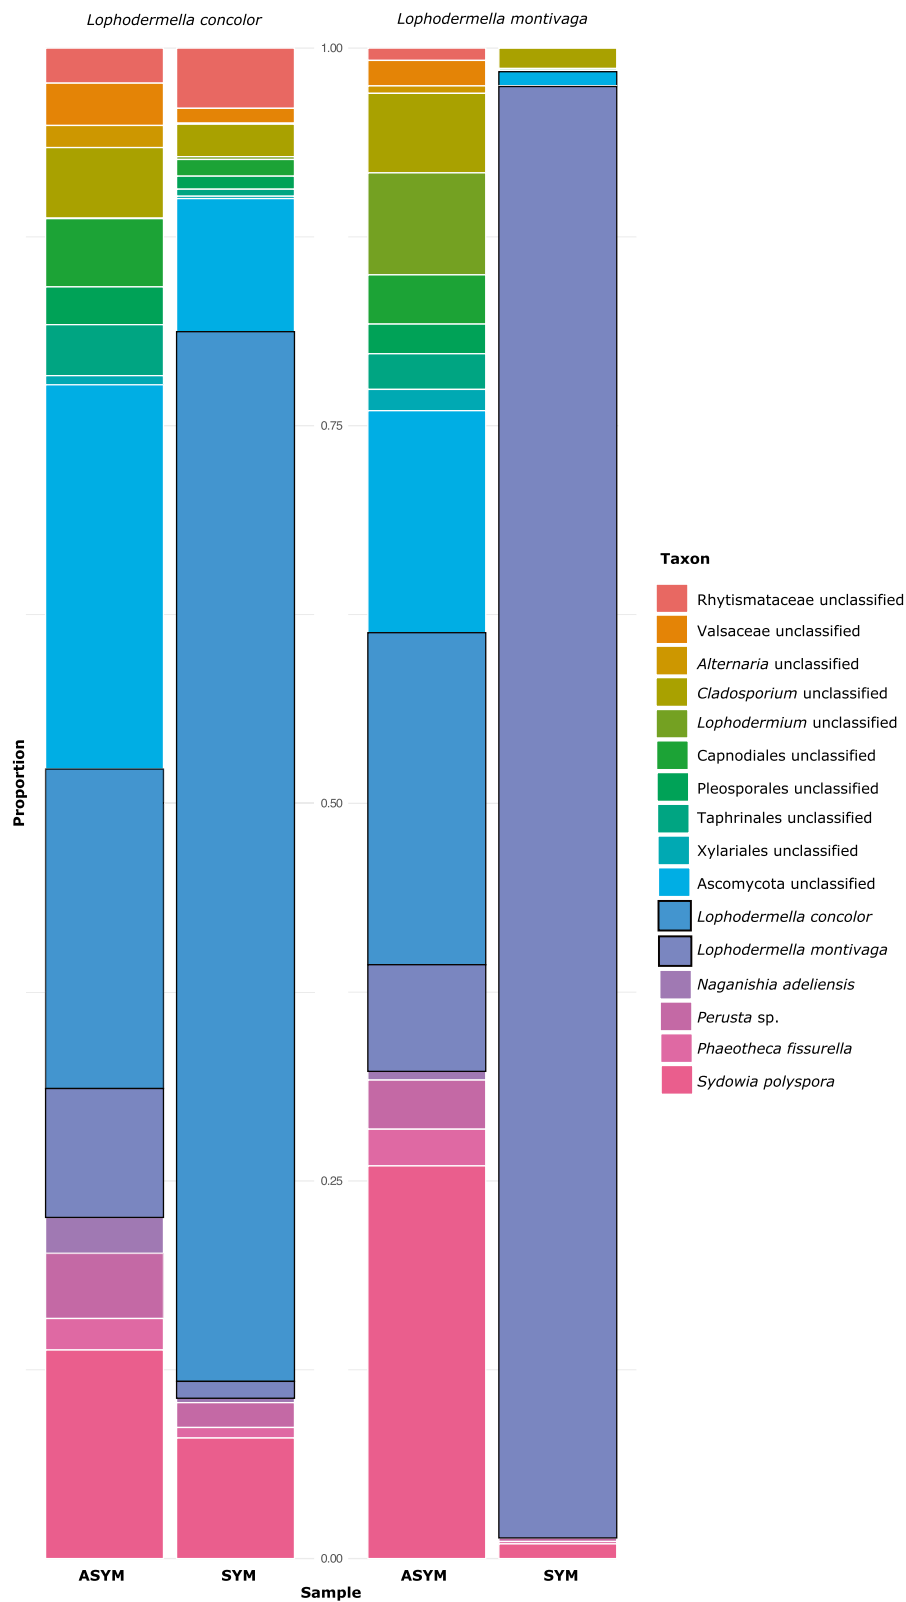 Lophodermella concolor
Lophodermella montivaga
1.00
0.75
0.50
0.25
0.00
Proportion
ASYM
SYM
ASYM
SYM
Sample
Taxon
Rhytismataceae unclassified
Valsaceae unclassified
Alternaria unclassified
Cladosporium unclassified
Lophodermium unclassified
Capnodiales unclassified
Pleosporales unclassified
Taphrinales unclassified
Xylariales unclassified
Ascomycota unclassified
Lophodermella concolor
Lophodermella montivaga
Naganishia adeliensis
Perusta sp.
Phaeotheca fissurella
Sydowia polyspora